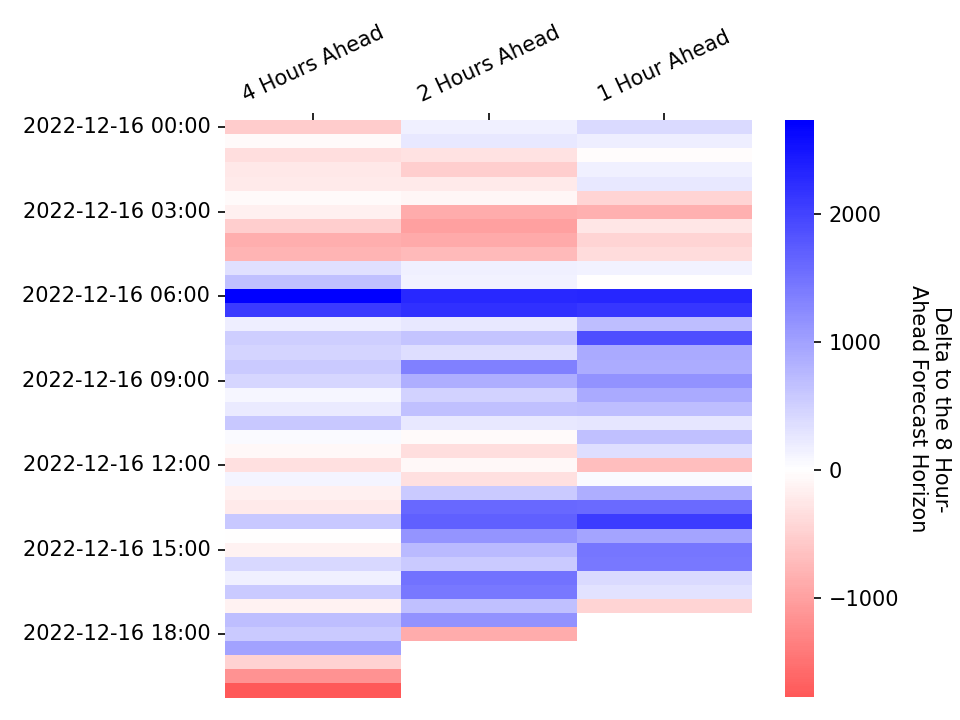 4 Hours Ahead
2 Hours Ahead
1 Hour Ahead
2022-12-16 00:00
2022-12-16 03:00
2022-12-16 06:00
2022-12-16 09:00
2022-12-16 12:00
2022-12-16 15:00
2022-12-16 18:00
2000
1000
0
−1000
Delta to the 8 Hour-
Ahead Forecast Horizon